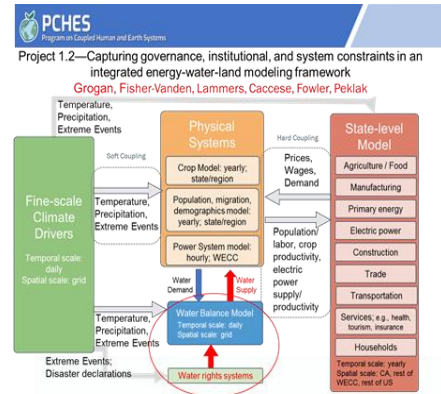 PCHES
Program on Coupled Human and Earth Systems
Project 1.2—Capturing governance, institutional, and system constraints in an
integrated energy-water-land modeling framework
Grogan, Fisher-Vanden, Lammers, Caccese, Fowler, Peklak
Temperature,
Precipitation,
Extreme Events
Fine-scale
Climate
Drivers
Temporal scale:
daily
Spatial scale: grid
Soft Coupling
Temperature,
Precipitation,
Extreme Events
Temperature,
Precipitation,
Extreme Events
Extreme Events;
Disaster declarations
Physical
Systems
Crop Model: yearly;
state/region
Population, migration,
demographics model:
yearly; state/region
Power System model:
hourly; WECC
Water
Demand
Water
Supply
Water Balance Model
Temporal scale: daily
Spatial scale: grid
Water rights systems
Hard Coupling
Prices,
Wages,
Demand
Population/
labor, crop
productivity,
electric
power
supply/
productivity
State-level
Model
Agriculture / Food
Manufacturing
Primary energy
Electric power
Construction
Trade
Transportation
Services; e.g., health,
tourism, insurance
Households
Temporal scale: yearly
Spatial scale: CA, rest of
WECC, rest of US